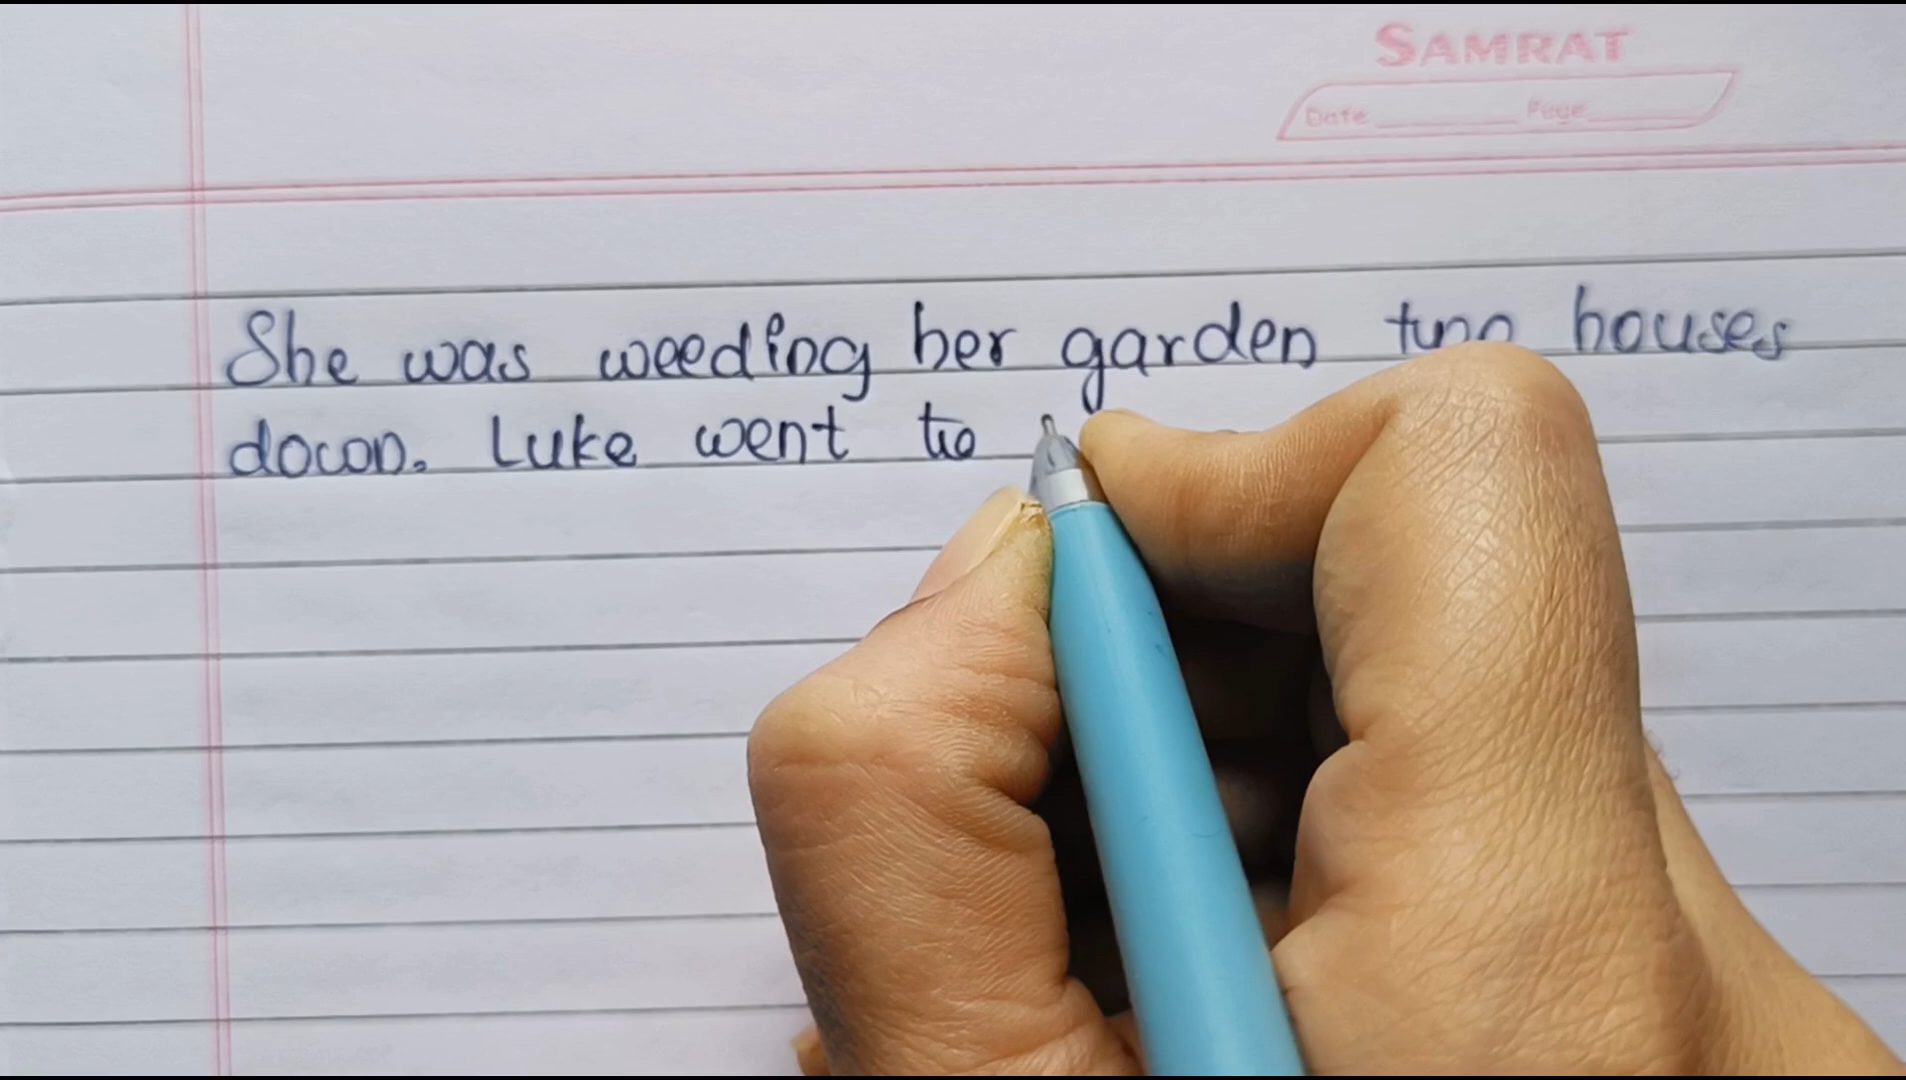 SAMRAT
Date Page
She was weeding her garden two houses
down. Luke went to